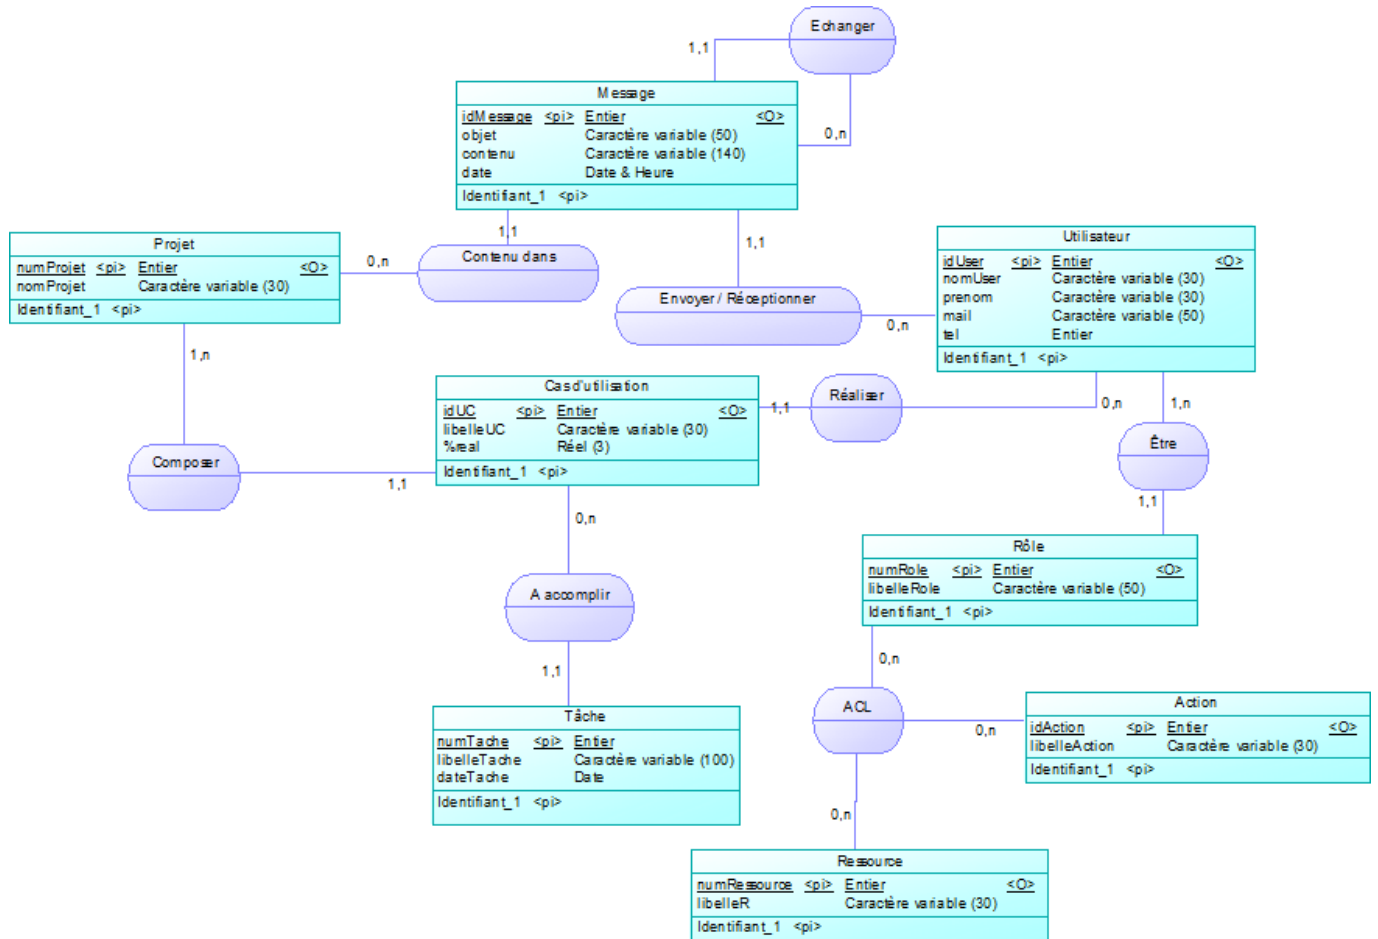 Echanger
1,1
0,n
Message
idMessage <pi> Entier <O>
objet Caractère variable (50)
contenu Caractère variable (140)
date Date & Heure
Identifiant_1 <pi>
1,1
1,1
Projet
numProjet <pi> Entier <O>
nomProjet Caractère variable (30)
Identifiant_1 <pi>
0,n
Contenu dans
Envoyer / Réceptionner
0,n
Utilisateur
idUser <pi> Entier <O>
nomUser Caractère variable (30)
prenom Caractère variable (30)
mail Caractère variable (50)
tel Entier
Identifiant_1 <pi>
1,n
Cas d'utilisation
idUC <pi> Entier <O>
libelleUC Caractère variable (30)
%real Réel (3)
Identifiant_1 <pi>
1,1
Réaliser
0,n
1,n
Être
1,1
Composer
1,1
0,n
A accomplir
1,1
Rôle
numRole <pi> Entier <O>
libelleRole Caractère variable (50)
Identifiant_1 <pi>
0,n
ACL
0,n
Action
idAction <pi> Entier <O>
libelleAction Caractère variable (30)
Identifiant_1 <pi>
Tâche
numTache <pi> Entier
libelleTache Caractère variable (100)
dateTache Date
Identifiant_1 <pi>
0,n
Ressource
numRessource <pi> Entier <O>
libelleR Caractère variable (30)
Identifiant_1 <pi>